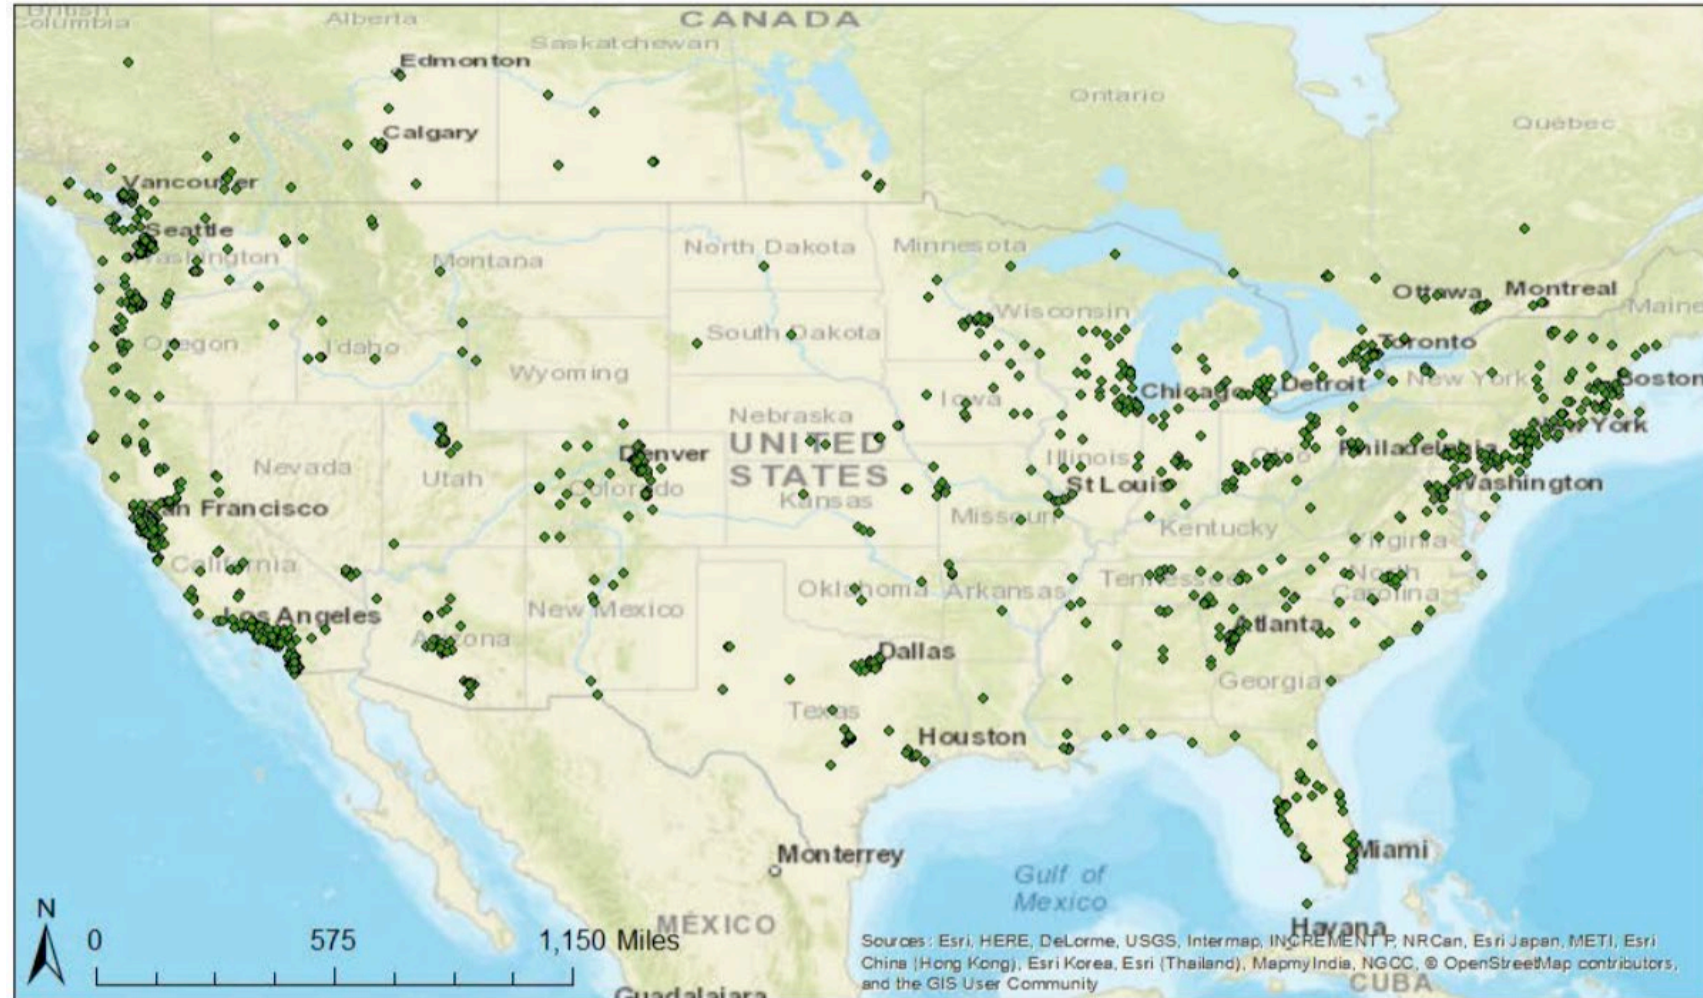 British
Columbia
Alberta
CANADA
Saskatchewan
Edmonton
Ontario
Québec
Calgary
Vancouver
Seattle
Washington
Montana
North Dakota
Minnesota
Ottawa
Montreal
Maine
Wisconsin
Oregon
Idaho
South Dakota
Toronto
Wyoming
Chicago
Detroit
New York
Boston
Iowa
Nebraska
UNITED
STATES
Denver
Nevada
Utah
Colorado
Kansas
Illinois
Ohio
Philadelphia
New York
St Louis
Washington
San Francisco
Missouri
Kentucky
Virginia
California
Oklahoma
Arkansas
Tennessee
North
Carolina
Los Angeles
New Mexico
Arizona
Atlanta
Dallas
Georgia
Texas
Houston
Monterrey
Miami
Gulf of
Mexico
MÉXICO
Havana
N
0
575
1,150 Miles
Sources: Esri, HERE, DeLorme, USGS, Intermap, INCREMENT P, NRCan, Esri Japan, METI, Esri
China (Hong Kong), Esri Korea, Esri (Thailand), MapmyIndia, NGCC, © OpenStreetMap contributors,
and the GIS User Community
CUBA
Guadalajara